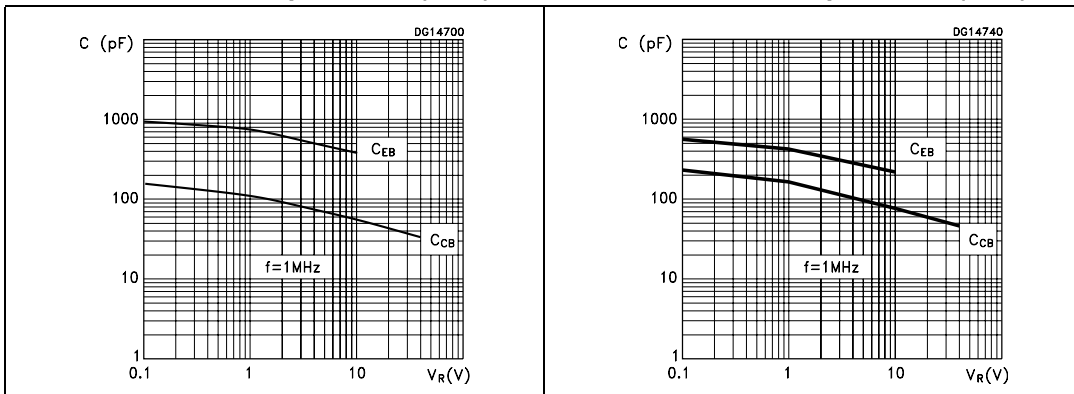 DG14700
C (pF)
1000
C_EB
100
C_CB
10
f=1MHz
1
0.1
1
10
V_R(V)
DG14740
C (pF)
1000
C_EB
100
C_CB
10
f=1MHz
1
0.1
1
10
V_R(V)